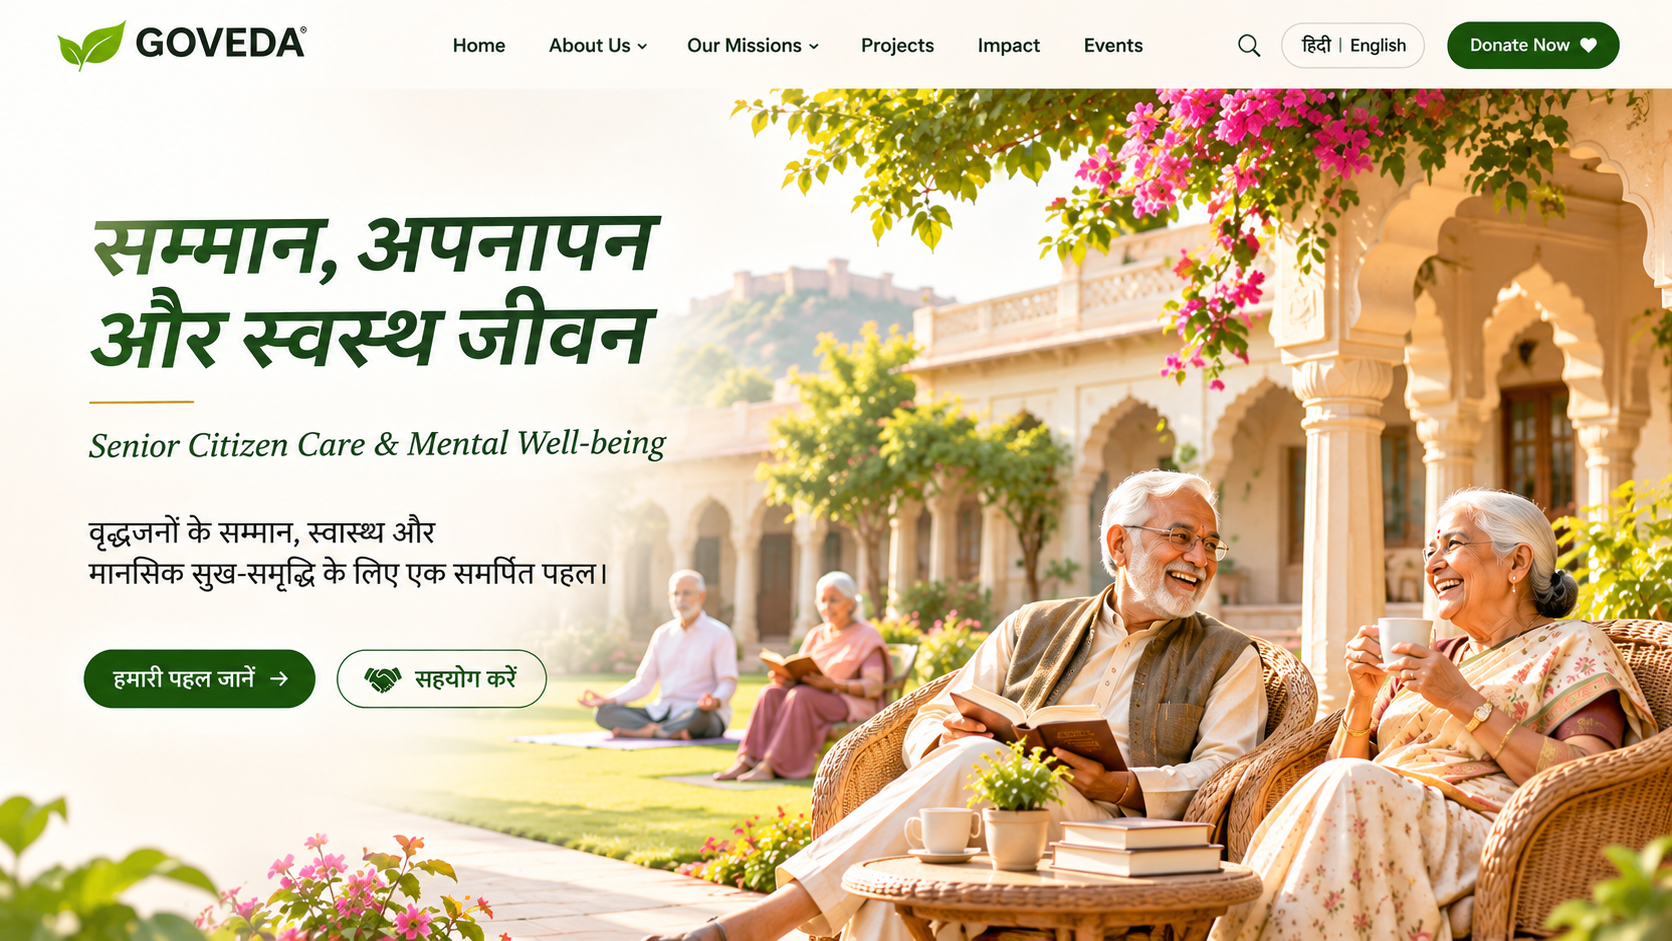 GOVEDA®
Home About Us Our Missions Projects Impact Events हिंदी | English Donate Now
सम्मान, अपनापन
और स्वस्थ जीवन
Senior Citizen Care & Mental Well-being
वृद्धजनों के सम्मान, स्वास्थ्य और
मानसिक सुख-समृद्धि के लिए एक समर्पित पहल।
हमारी पहल जानें →
सहयोग करें